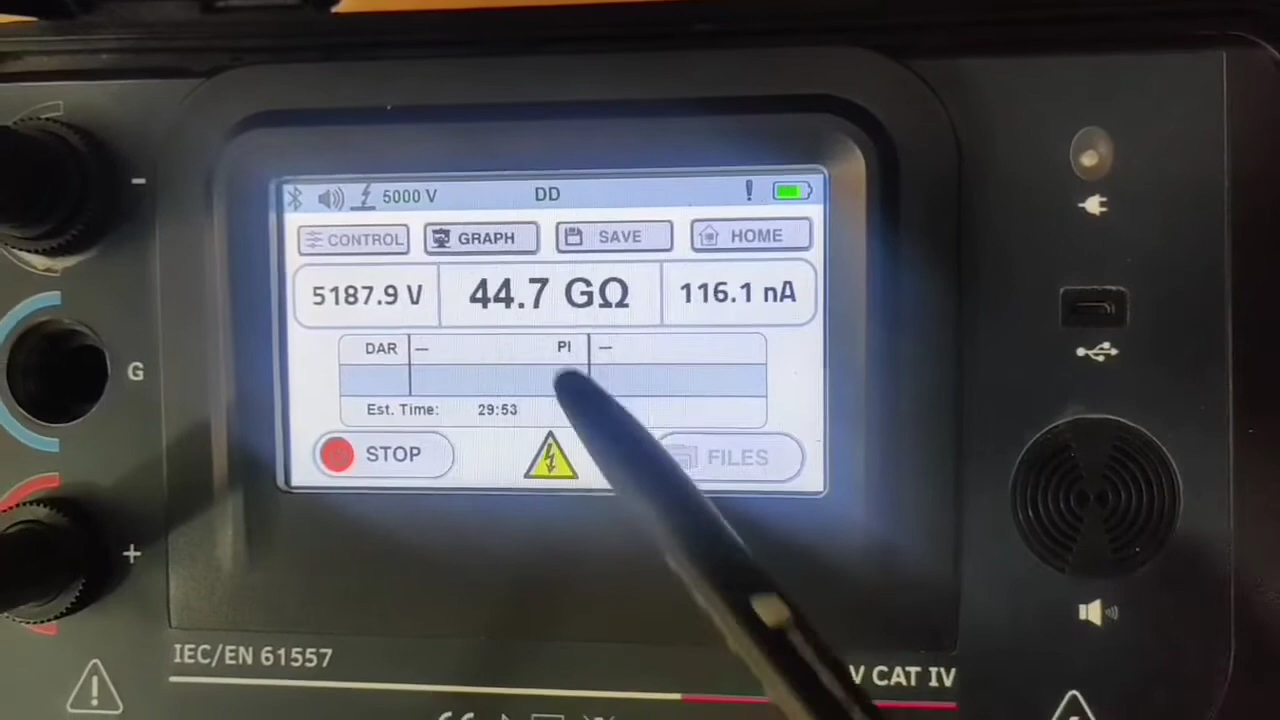 5000 V DD !
CONTROL GRAPH SAVE HOME
5187.9 V 44.7 GΩ 116.1 nA
DAR — PI —
Est. Time: 29:53
STOP FILES
-
G
+
IEC/EN 61557
V CAT IV